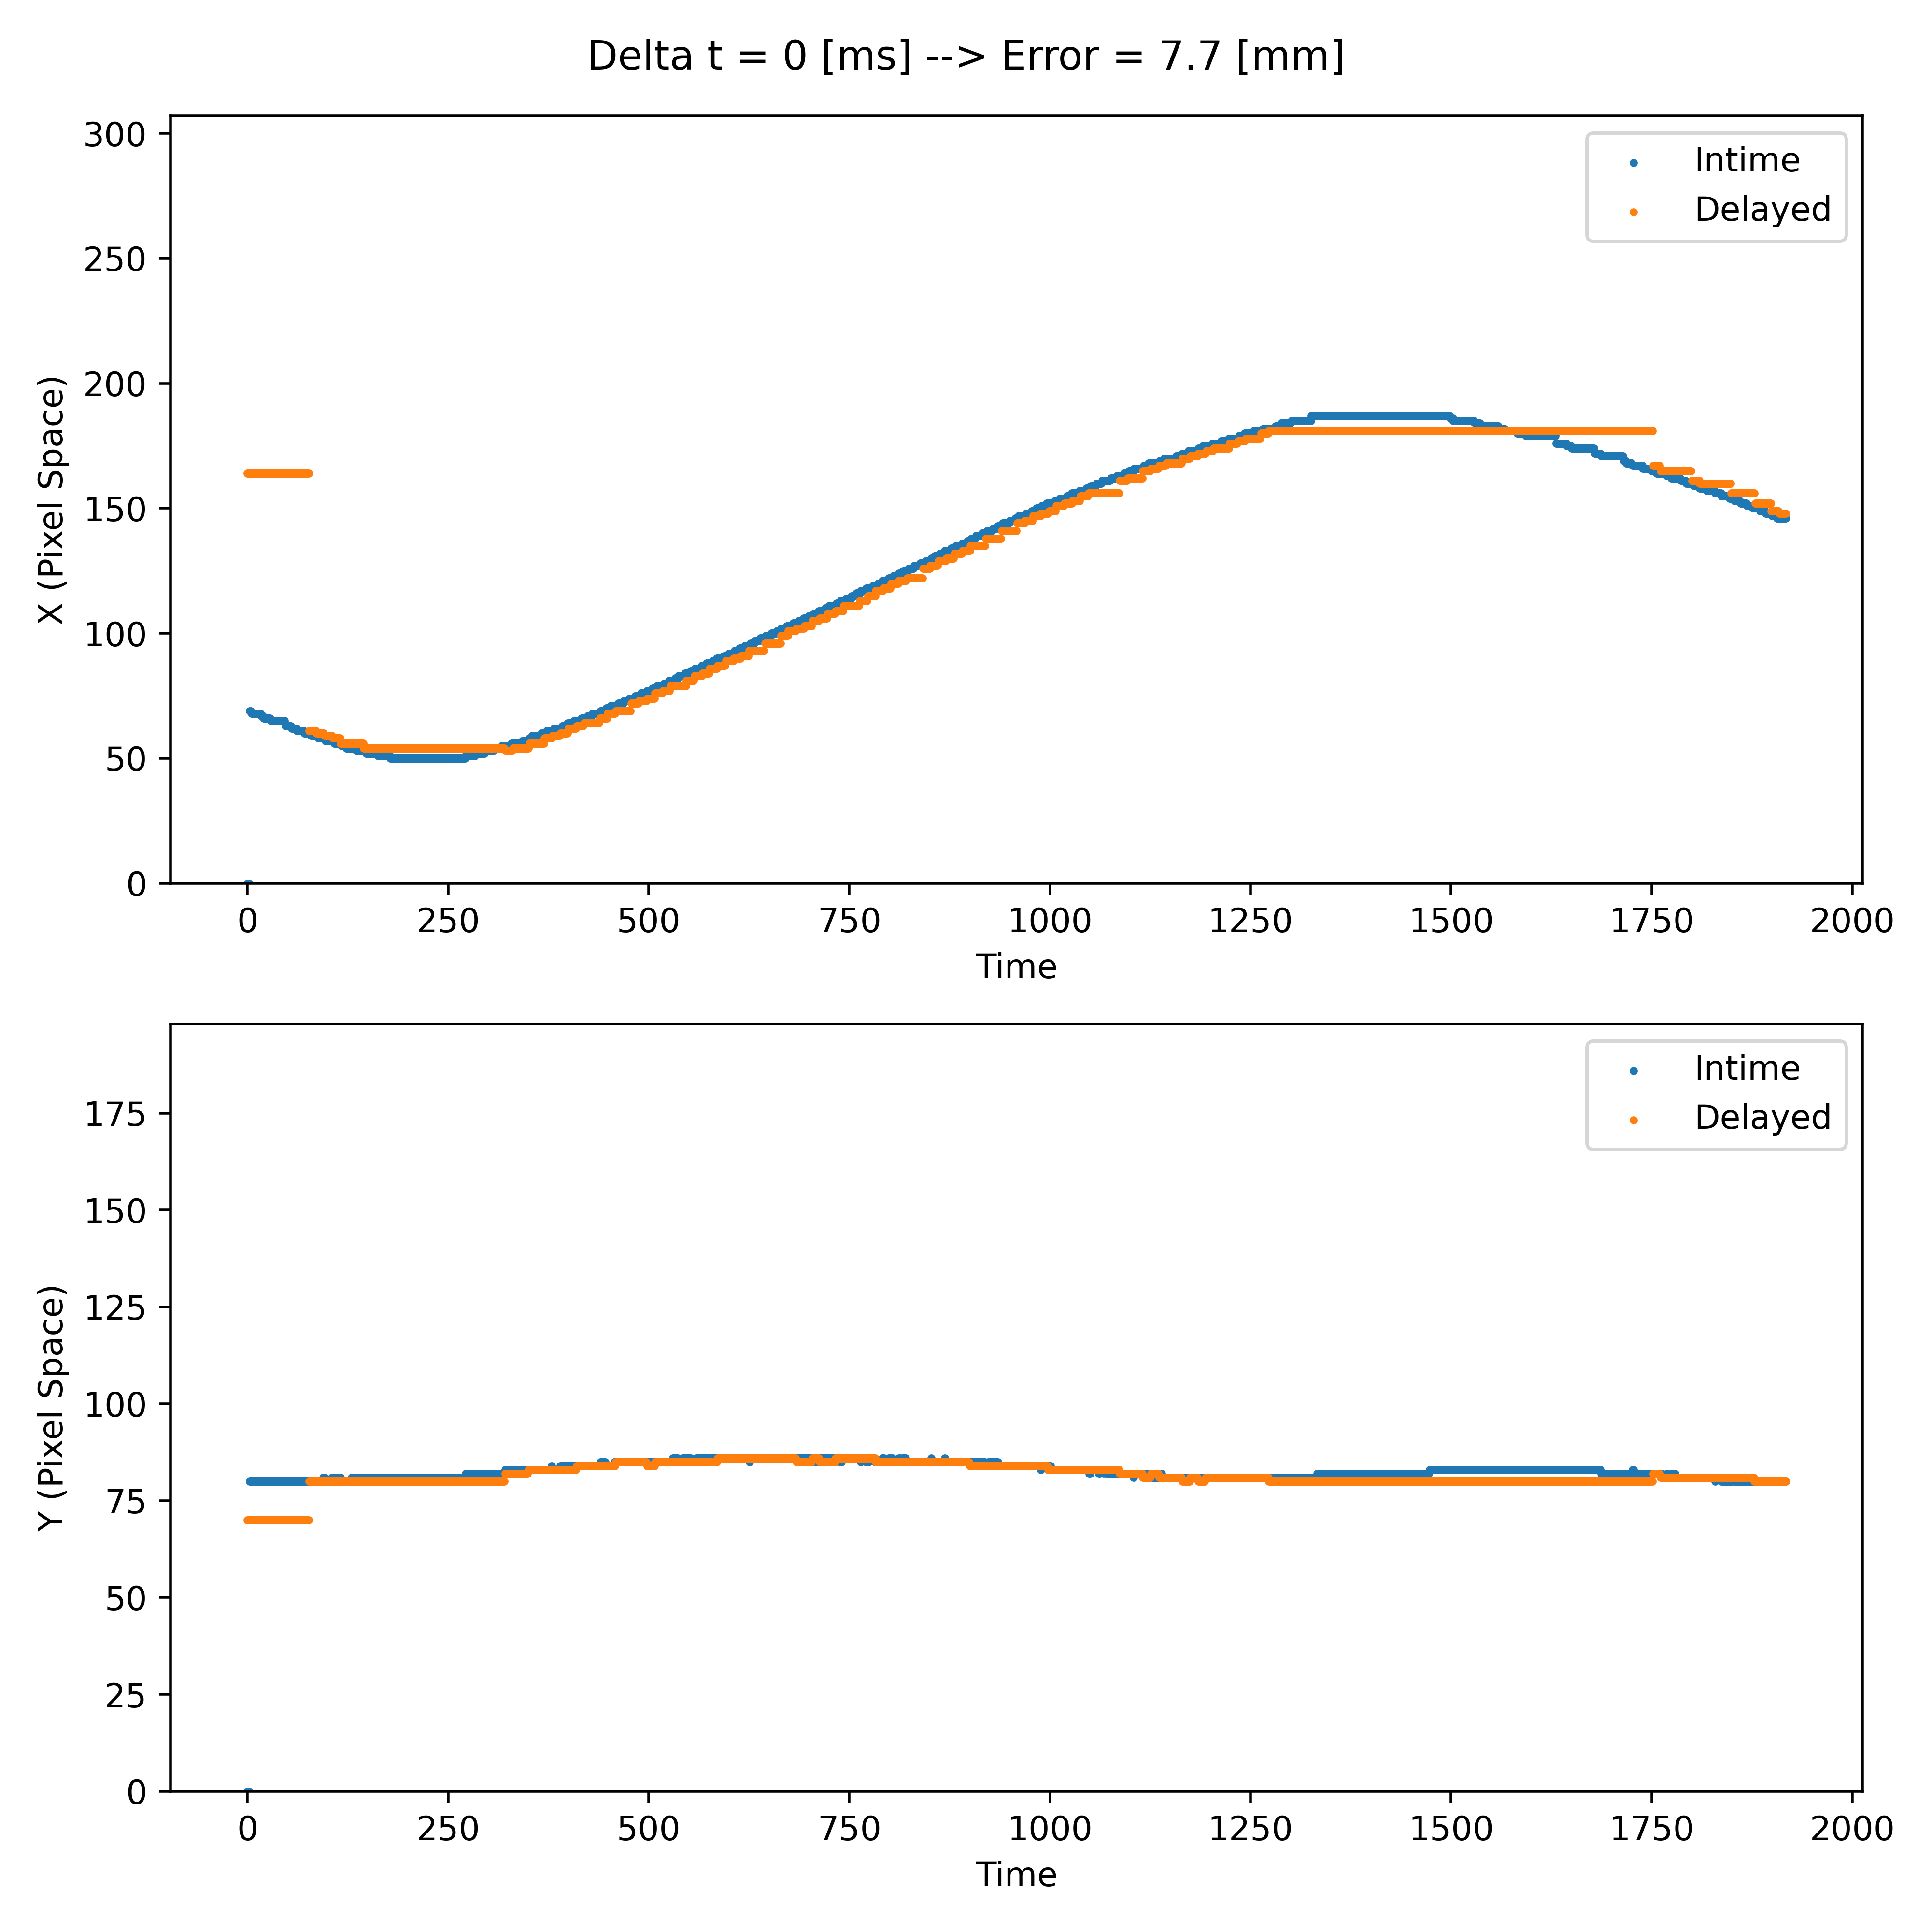 Delta t = 0 [ms] --> Error = 7.7 [mm]
300
250
200
150
100
50
0
X (Pixel Space)
Intime
Delayed
0 250 500 750 1000 1250 1500 1750 2000
Time
175
150
125
100
75
50
25
0
Y (Pixel Space)
Intime
Delayed
0 250 500 750 1000 1250 1500 1750 2000
Time